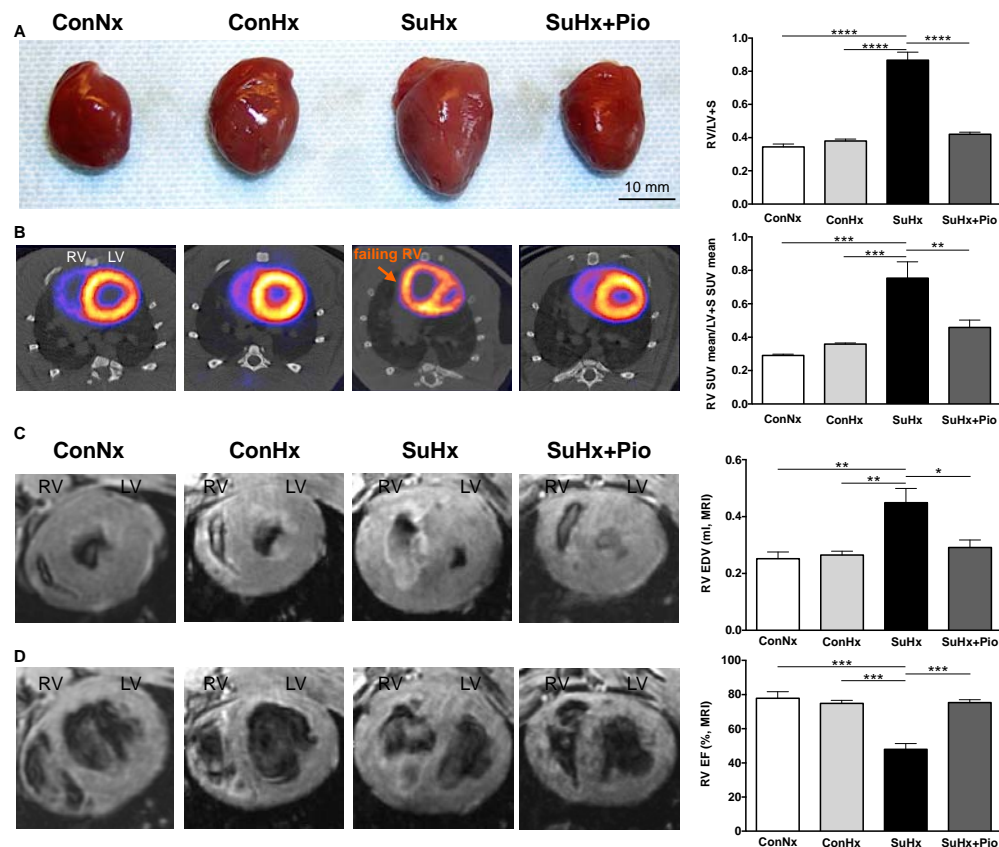 ConNx ConHx SuHx SuHx+Pio
A
10 mm
RV/LV+S
1.0
0.8
0.6
0.4
0.2
0.0
**** **** ****
ConNx ConHx SuHx SuHx+Pio
B
RV LV
failing RV
RV SUV mean/LV+S SUV mean
1.0
0.8
0.6
0.4
0.2
0.0
*** *** **
ConNx ConHx SuHx SuHx+Pio
C
ConNx ConHx SuHx SuHx+Pio
RV LV RV LV RV LV RV LV
RV EDV (ml, MRI)
0.6
0.4
0.2
0.0
** ** *
ConNx ConHx SuHx SuHx+Pio
D
RV LV RV LV RV LV RV LV
RV EF (%, MRI)
100
80
60
40
20
0
*** *** ***
ConNx ConHx SuHx SuHx+Pio